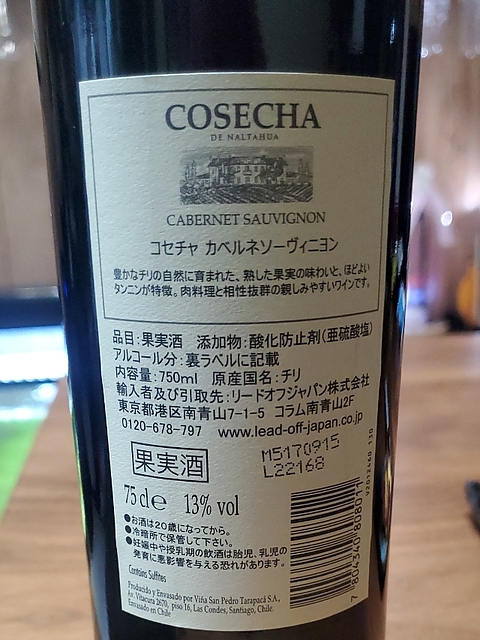 COSECHA
DE NALTAHUA
CABERNET SAUVIGNON
コセチャ カベルネソーヴィニヨン
豊かなチリの自然に育まれた、熟した果実の味わいと、ほどよい
タンニンが特徴。肉料理と相性抜群の親しみやすいワインです。
品目:果実酒 添加物:酸化防止剤(亜硫酸塩)
アルコール分:裏ラベルに記載
内容量:750ml 原産国名:チリ
輸入者及び引取先:リードオフジャパン株式会社
東京都港区南青山7-1-5 コラム南青山2F
0120-678-797 www.lead-off-japan.co.jp
果実酒
M5170915
L22168
75 cl e 13% vol
●お酒は20歳になってから。
●冷暗所で保管して下さい。
●妊娠中や授乳期の飲酒は胎児、乳児の
発育に悪影響を与える恐れがあります。
Contains Sulfites
Producido y Envasado por Viña San Pedro Tarapacá S.A.,
Av. Vitacura 2670, piso 16, Las Condes, Santiago, Chile.
Envasado en Origen.
7 804340 808011